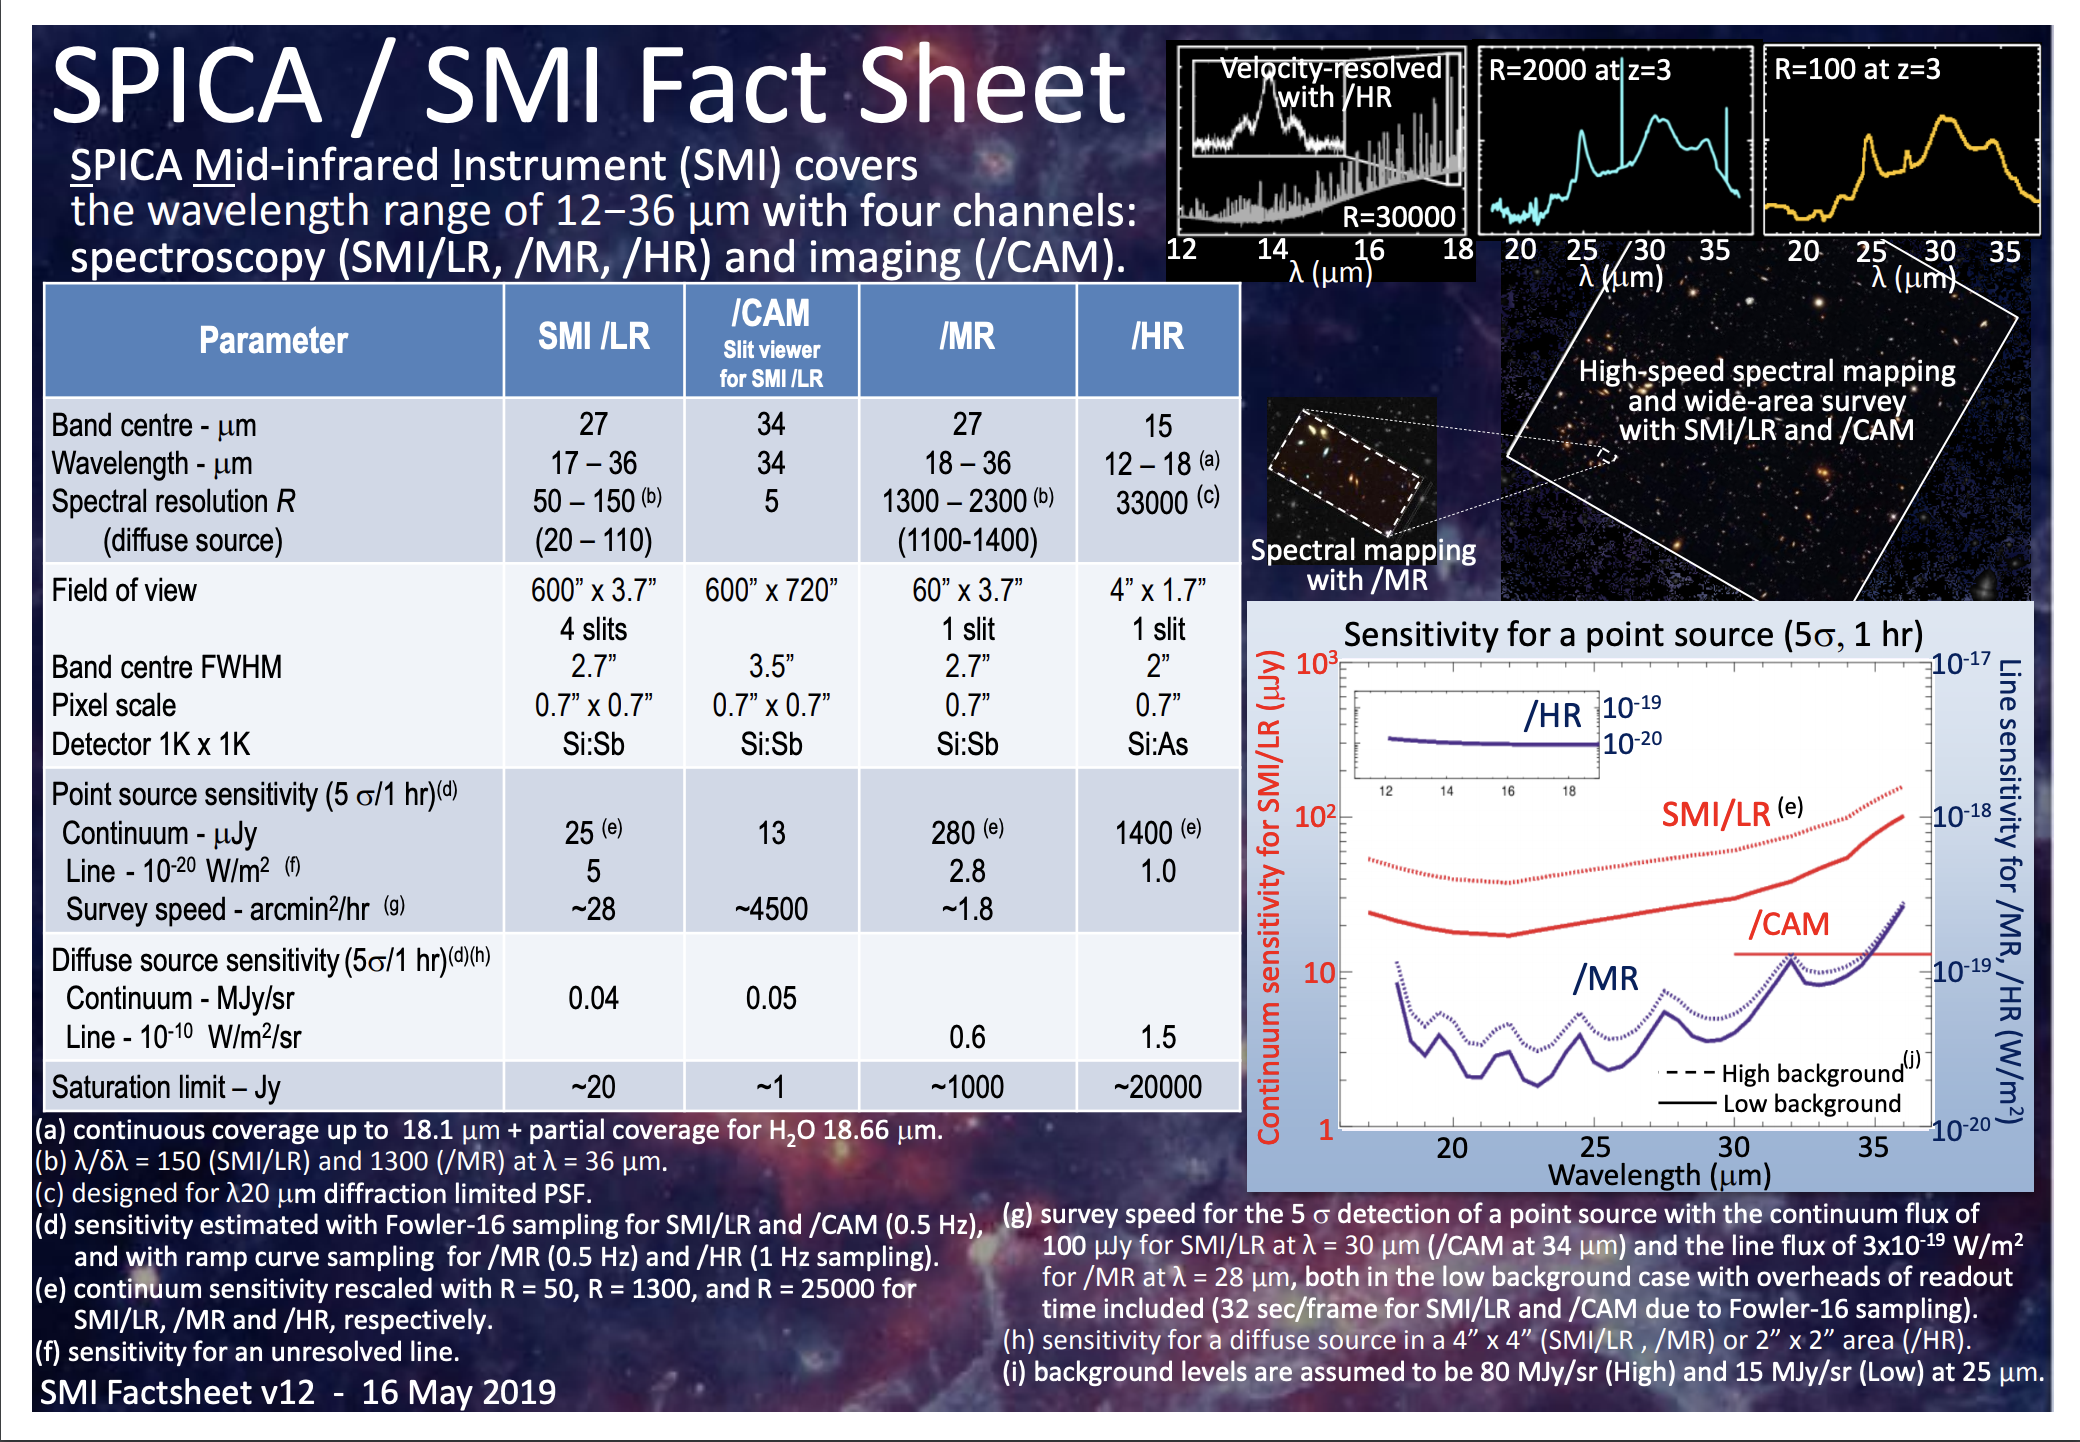 SPICA / SMI Fact Sheet
SPICA Mid-infrared Instrument (SMI) covers
the wavelength range of 12–36 μm with four channels:
spectroscopy (SMI/LR, /MR, /HR) and imaging (/CAM).
Velocity-resolved
with /HR
R=30000
12 14 16 18
λ (μm)
R=2000 at z=3
20 25 30 35
λ (μm)
R=100 at z=3
20 25 30 35
λ (μm)
High-speed spectral mapping
and wide-area survey
with SMI/LR and /CAM
Spectral mapping
with /MR
Parameter SMI /LR /CAM Slit viewer for SMI /LR /MR /HR
Band centre - μm 27 34 27 15
Wavelength - μm 17 – 36 34 18 – 36 12 – 18 (a)
Spectral resolution R 50 – 150 (b) 5 1300 – 2300 (b) 33000 (c)
(diffuse source) (20 – 110) (1100-1400)
Field of view 600” x 3.7” 600” x 720” 60” x 3.7” 4” x 1.7”
4 slits 1 slit 1 slit
Band centre FWHM 2.7” 3.5” 2.7” 2”
Pixel scale 0.7” x 0.7” 0.7” x 0.7” 0.7” 0.7”
Detector 1K x 1K Si:Sb Si:Sb Si:Sb Si:As
Point source sensitivity (5 σ/1 hr)(d)
Continuum - μJy 25 (e) 13 280 (e) 1400 (e)
Line - 10-20 W/m2 (f) 5 2.8 1.0
Survey speed - arcmin2/hr (g) ~28 ~4500 ~1.8
Diffuse source sensitivity (5σ/1 hr)(d)(h)
Continuum - MJy/sr 0.04 0.05
Line - 10-10 W/m2/sr 0.6 1.5
Saturation limit – Jy ~20 ~1 ~1000 ~20000
Sensitivity for a point source (5σ, 1 hr)
Continuum sensitivity for SMI/LR (μJy)
103
102
10
1
/HR
10-19
10-20
12 14 16 18
SMI/LR (e)
/CAM
/MR
High background(j)
Low background
10-17
10-18
10-19
10-20
Line sensitivity for /MR, /HR (W/m2)
20 25 30 35
Wavelength (μm)
(a) continuous coverage up to 18.1 μm + partial coverage for H2O 18.66 μm.
(b) λ/δλ = 150 (SMI/LR) and 1300 (/MR) at λ = 36 μm.
(c) designed for λ20 μm diffraction limited PSF.
(d) sensitivity estimated with Fowler-16 sampling for SMI/LR and /CAM (0.5 Hz),
and with ramp curve sampling for /MR (0.5 Hz) and /HR (1 Hz sampling).
(e) continuum sensitivity rescaled with R = 50, R = 1300, and R = 25000 for
SMI/LR, /MR and /HR, respectively.
(f) sensitivity for an unresolved line.
SMI Factsheet v12 - 16 May 2019
(g) survey speed for the 5 σ detection of a point source with the continuum flux of
100 μJy for SMI/LR at λ = 30 μm (/CAM at 34 μm) and the line flux of 3x10-19 W/m2
for /MR at λ = 28 μm, both in the low background case with overheads of readout
time included (32 sec/frame for SMI/LR and /CAM due to Fowler-16 sampling).
(h) sensitivity for a diffuse source in a 4” x 4” (SMI/LR , /MR) or 2” x 2” area (/HR).
(i) background levels are assumed to be 80 MJy/sr (High) and 15 MJy/sr (Low) at 25 μm.